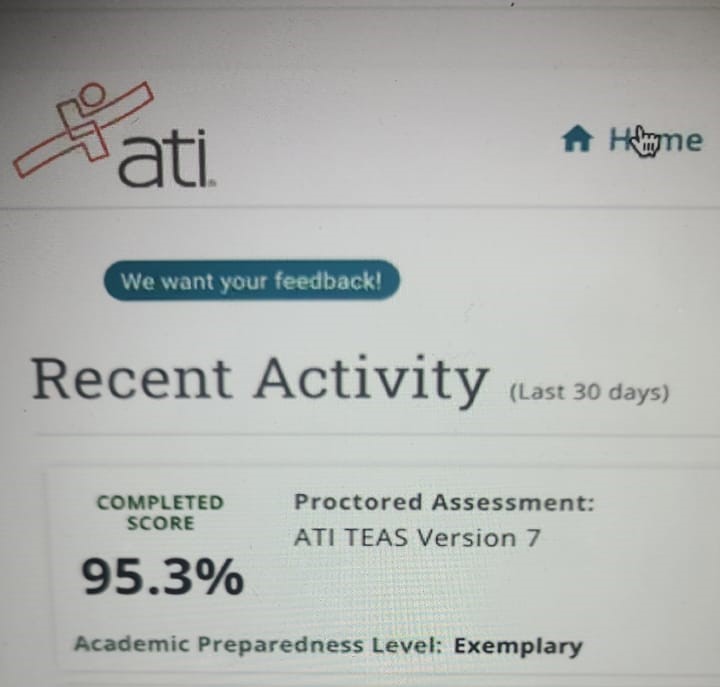 ati
Home
We want your feedback!
Recent Activity (Last 30 days)
COMPLETED
SCORE
95.3%
Proctored Assessment:
ATI TEAS Version 7
Academic Preparedness Level: Exemplary